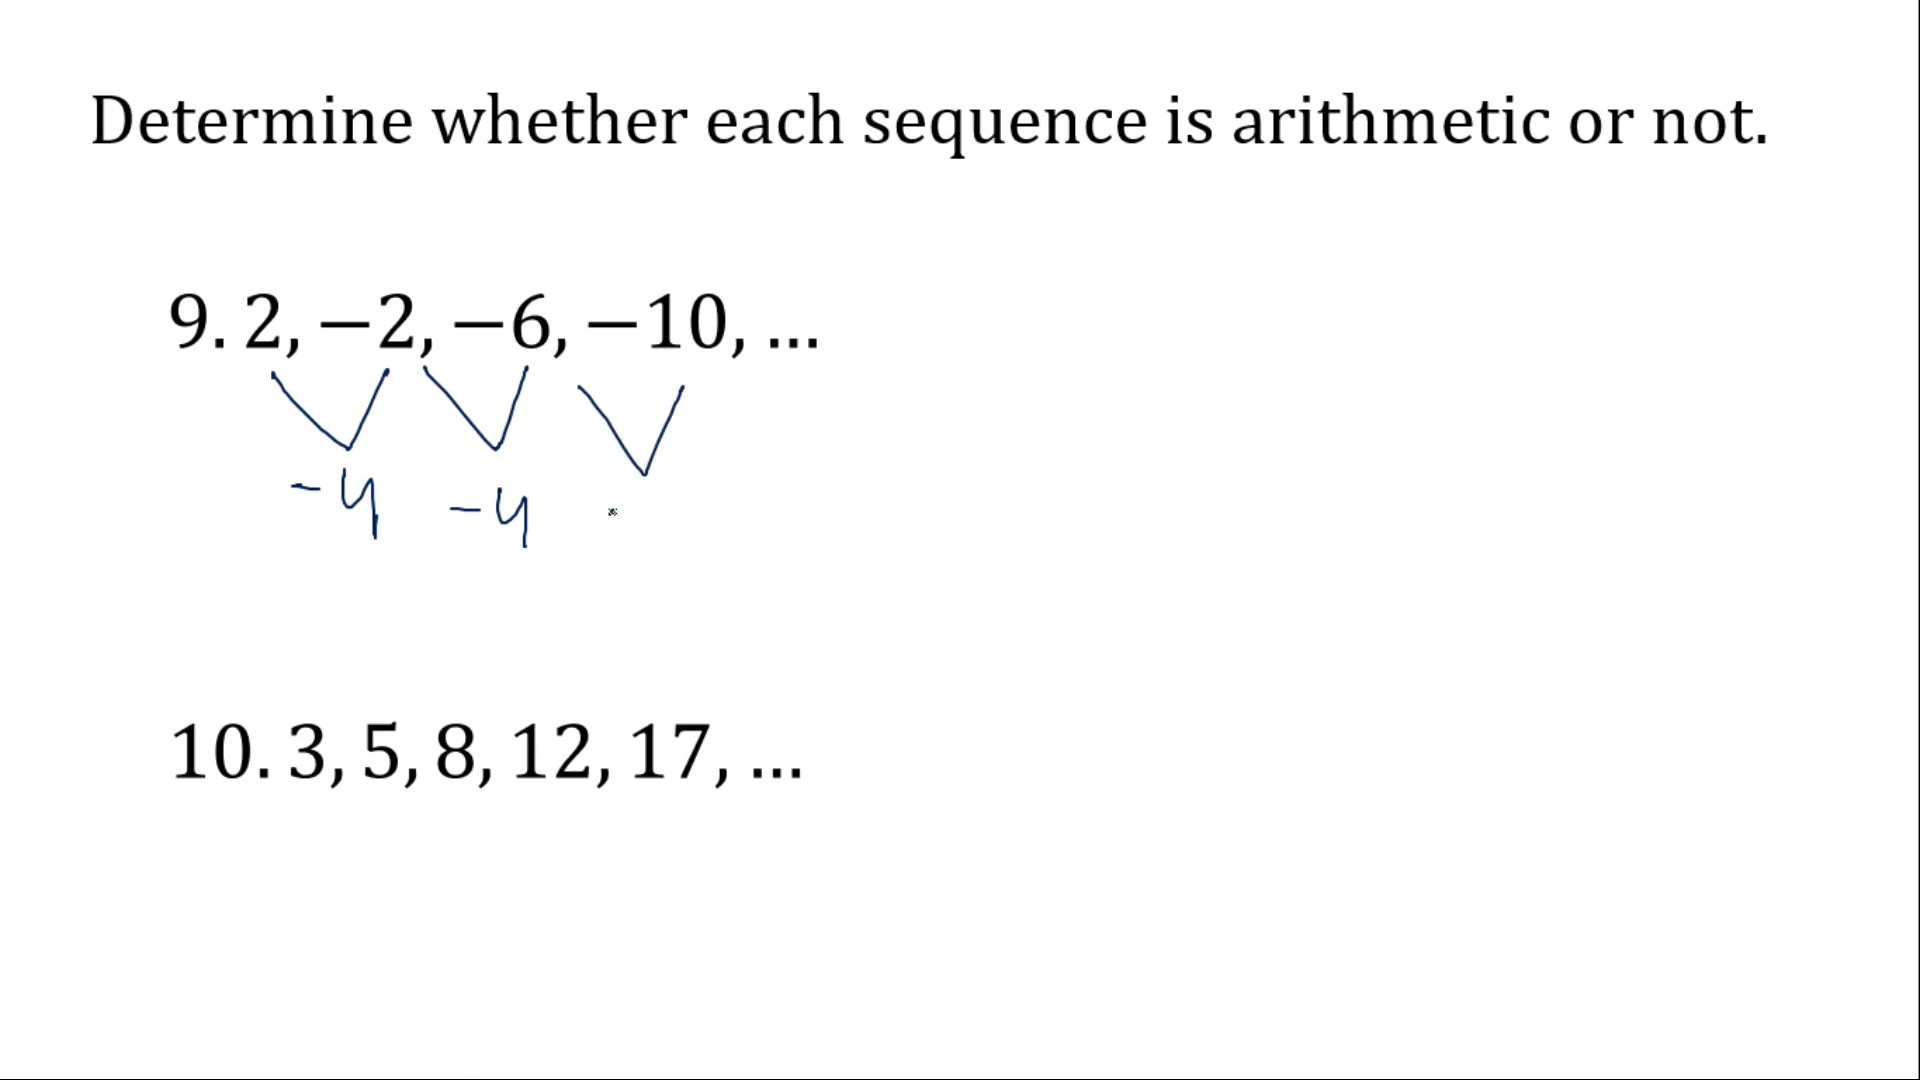 Determine whether each sequence is arithmetic or not.
9. 2, −2, −6, −10, ...
-4 -4
10. 3, 5, 8, 12, 17, ...